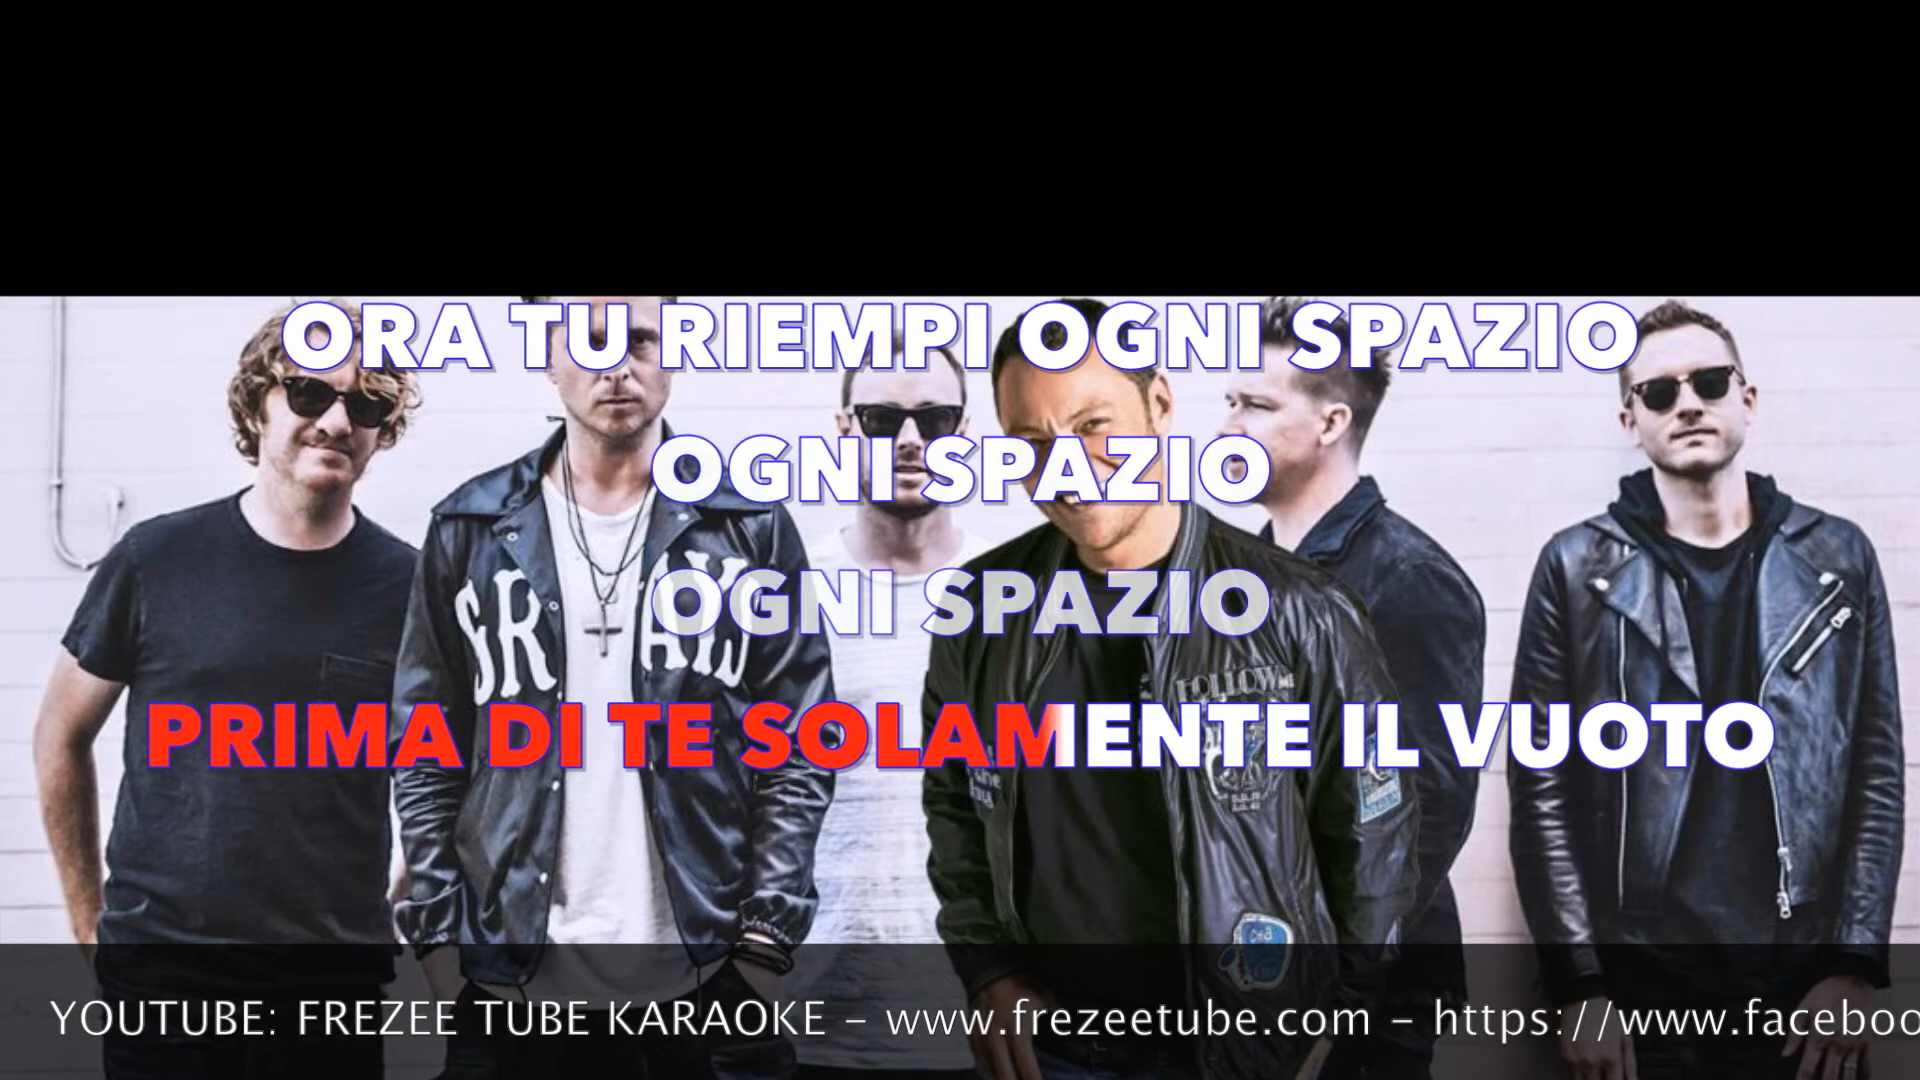 ORA TU RIEMPI OGNI SPAZIO
OGNI SPAZIO
OGNI SPAZIO
PRIMA DI TE SOLAMENTE IL VUOTO
FOLLOW
YOUTUBE: FREZEE TUBE KARAOKE – www.frezeetube.com – https://www.faceboo